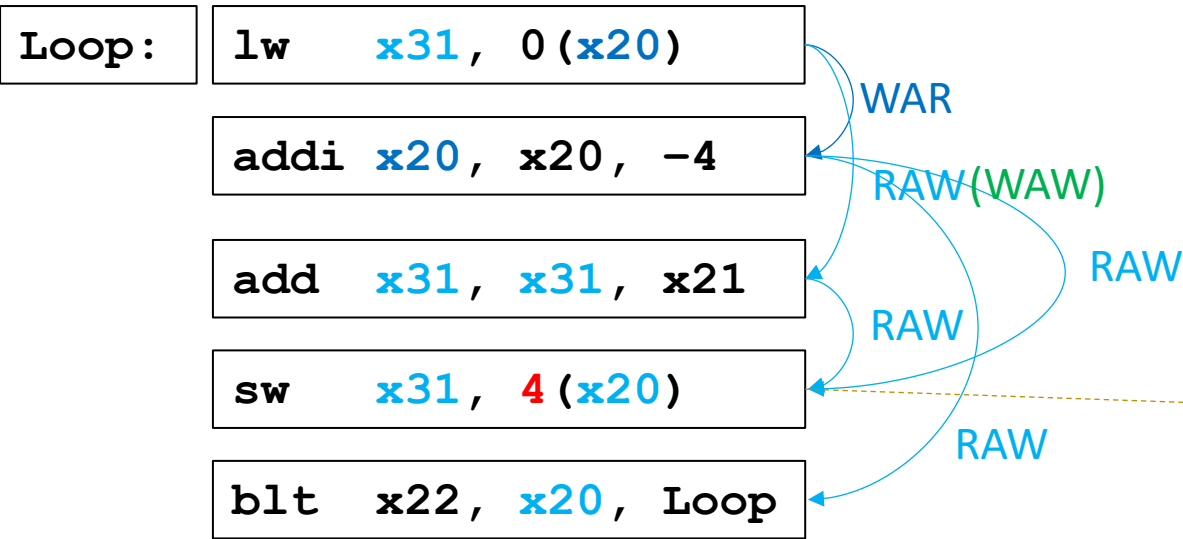 Loop: lw x31, 0(x20)
WAR
addi x20, x20, –4
RAW(WAW)
RAW
add x31, x31, x21
RAW
sw x31, 4(x20)
RAW
blt x22, x20, Loop